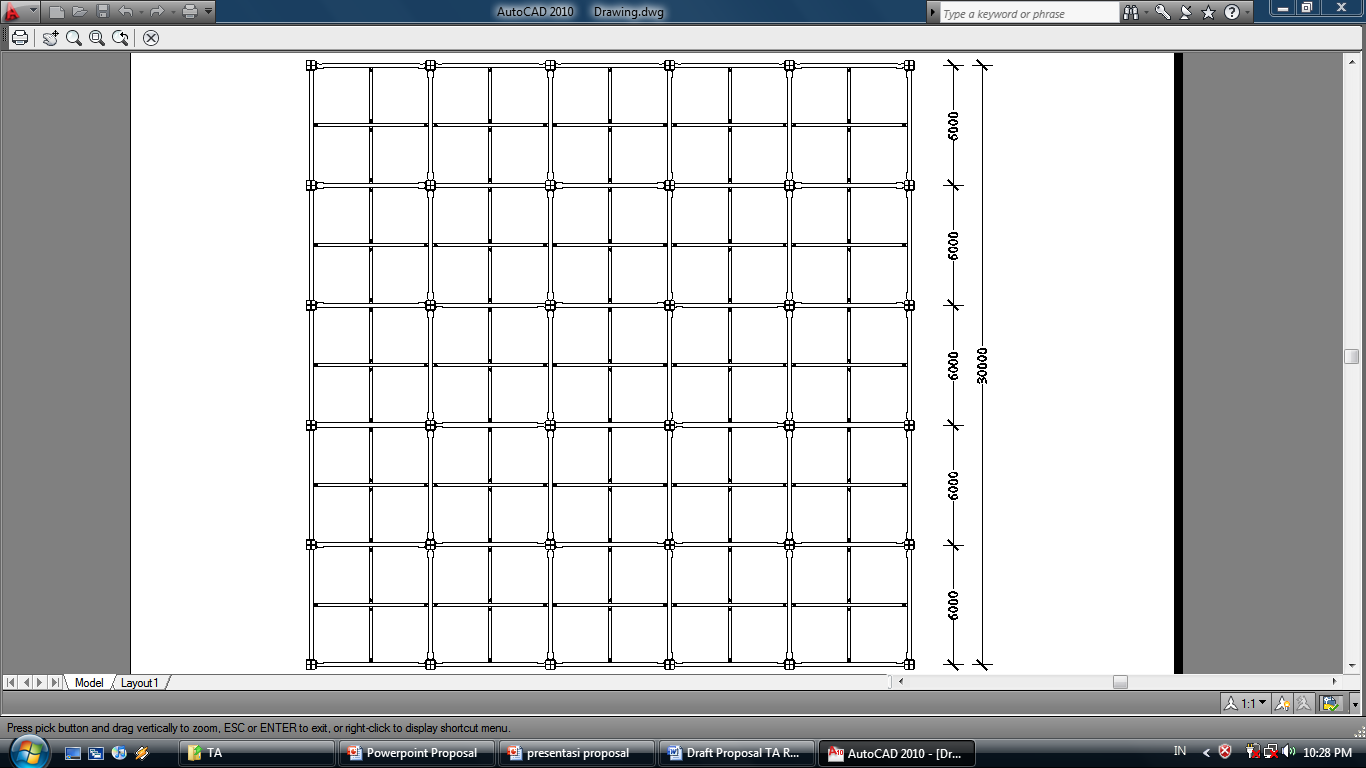 AutoCAD 2010 Drawing.dwg
Type a keyword or phrase
6000
6000
6000
30000
6000
6000
Model Layout1
1:1
Press pick button and drag vertically to zoom, ESC or ENTER to exit, or right-click to display shortcut menu.
TA
Powerpoint Proposal
presentasi proposal
Draft Proposal TA R...
AutoCAD 2010 - [Dr...
IN
10:28 PM